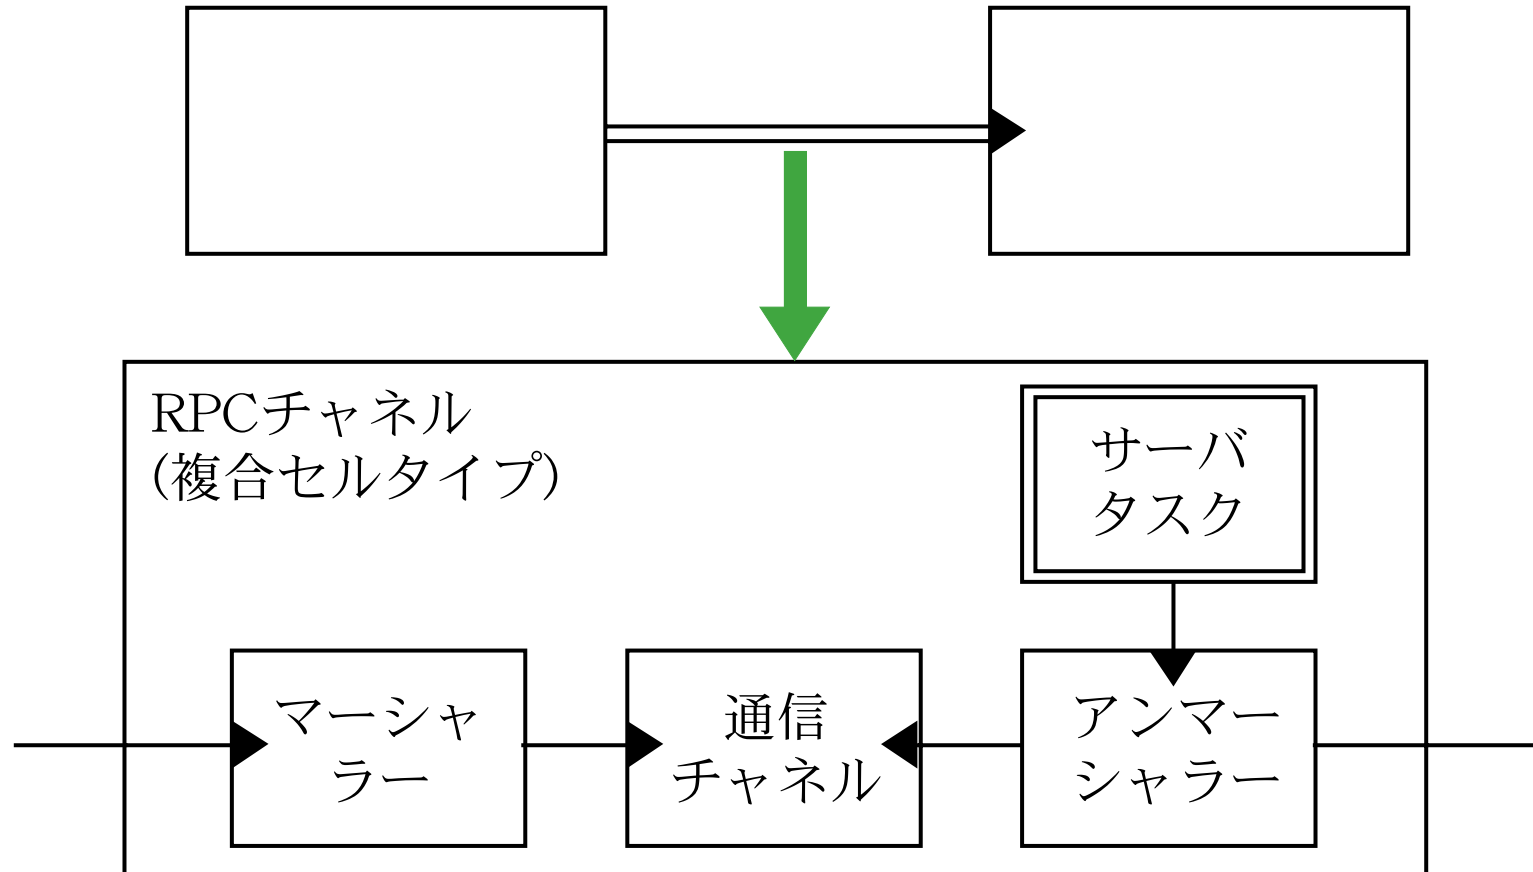 RPCチャネル
(複合セルタイプ)
サーバ
タスク
マーシャ
ラー
通信
チャネル
アンマー
シャラー